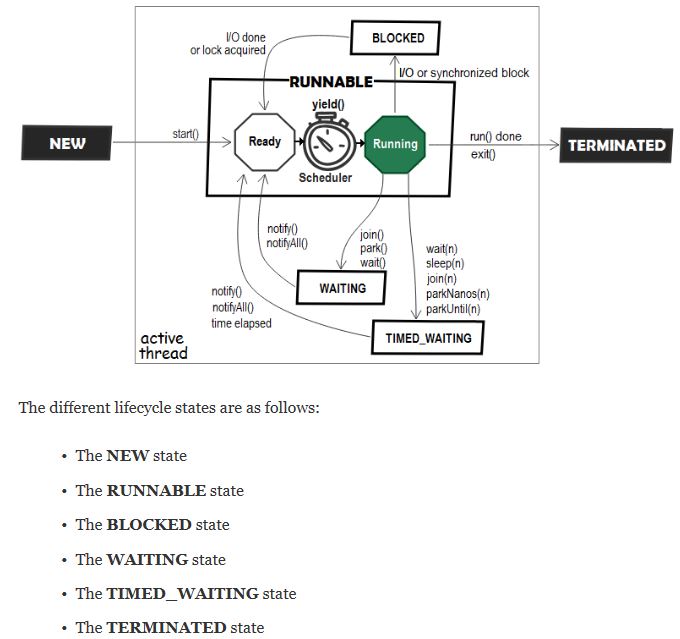 I/O done
or lock acquired
BLOCKED
I/O or synchronized block
RUNNABLE
yield()
NEW
start()
Ready
Running
run() done
exit()
TERMINATED
Scheduler
notify()
notifyAll()
join()
park()
wait()
wait(n)
sleep(n)
join(n)
parkNanos(n)
parkUntil(n)
WAITING
notify()
notifyAll()
time elapsed
TIMED_WAITING
active
thread
The different lifecycle states are as follows:
• The NEW state
• The RUNNABLE state
• The BLOCKED state
• The WAITING state
• The TIMED_WAITING state
• The TERMINATED state